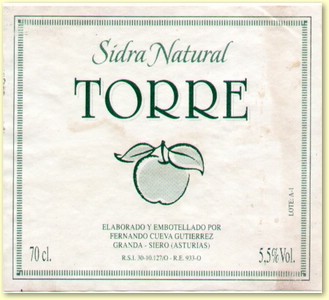 Sidra Natural
TORRE
ELABORADO Y EMBOTELLADO POR
FERNANDO CUEVA GUTIERREZ
GRANDA - SIERO (ASTURIAS)
70 cl.
R.S.I. 30-10.127/O - R.E. 933-O
5,5% Vol.
LOTE: A-1